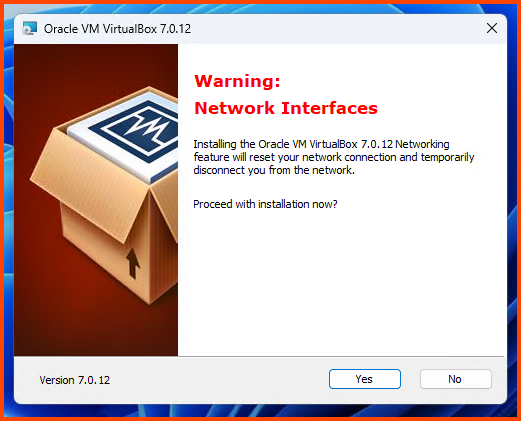 Oracle VM VirtualBox 7.0.12
Warning:
Network Interfaces
Installing the Oracle VM VirtualBox 7.0.12 Networking
feature will reset your network connection and temporarily
disconnect you from the network.
Proceed with installation now?
Version 7.0.12
Yes
No